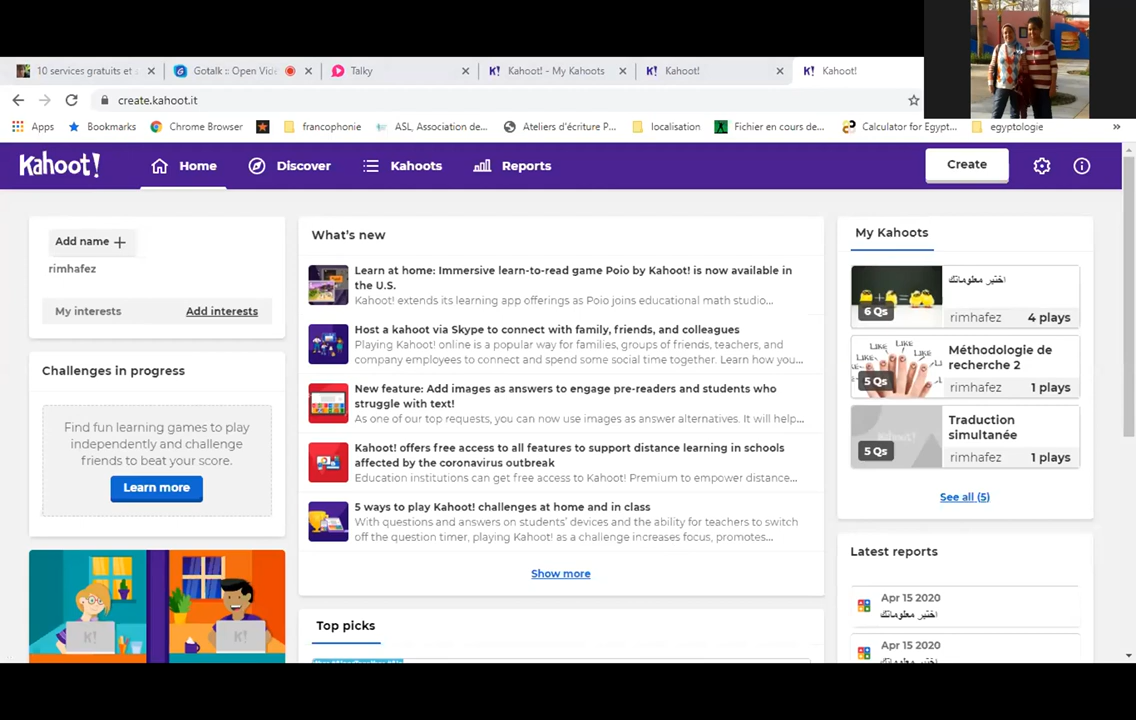 10 services gratuits et
Gotalk :: Open Vide
Talky
Kahoot! - My Kahoots
Kahoot!
Kahoot!
create.kahoot.it
Apps
Bookmarks
Chrome Browser
francophonie
ASL, Association de...
Ateliers d'écriture P...
localisation
Fichier en cours de...
Calculator for Egypt...
egyptologie
Kahoot!
Home
Discover
Kahoots
Reports
Create
Add name +
rimhafez
My interests
Add interests
Challenges in progress
Find fun learning games to play
independently and challenge
friends to beat your score.
Learn more
K!
K!
What's new
Learn at home: Immersive learn-to-read game Poio by Kahoot! is now available in
the U.S.
Kahoot! extends its learning app offerings as Poio joins educational math studio...
Host a kahoot via Skype to connect with family, friends, and colleagues
Playing Kahoot! online is a popular way for families, groups of friends, teachers, and
company employees to connect and spend some social time together. Learn how you...
New feature: Add images as answers to engage pre-readers and students who
struggle with text!
As one of our top requests, you can now use images as answer alternatives. It will help...
Kahoot! offers free access to all features to support distance learning in schools
affected by the coronavirus outbreak
Education institutions can get free access to Kahoot! Premium to empower distance...
5 ways to play Kahoot! challenges at home and in class
With questions and answers on students' devices and the ability for teachers to switch
off the question timer, playing Kahoot! as a challenge increases focus, promotes...
Show more
Top picks
My Kahoots
اختبر معلوماتك
6 Qs
rimhafez
4 plays
LIKE LIKE LIKE LIKE
Méthodologie de
recherche 2
5 Qs
rimhafez
1 plays
Traduction
simultanée
5 Qs
rimhafez
1 plays
See all (5)
Latest reports
Apr 15 2020
اختبر معلوماتك
Apr 15 2020
اختبر معلوماتك